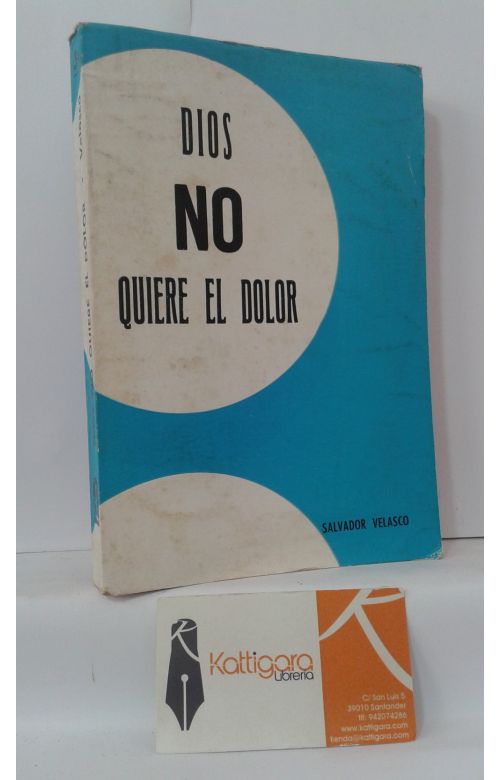 DIOS
NO
QUIERE EL DOLOR
SALVADOR VELASCO
QUIERE EL DOLOR - Velasco
K
Kattigara
Librería
C/ San Luis 5
39010 Santander
tlf: 942074286
www.kattigara.com
tienda@kattigara.com